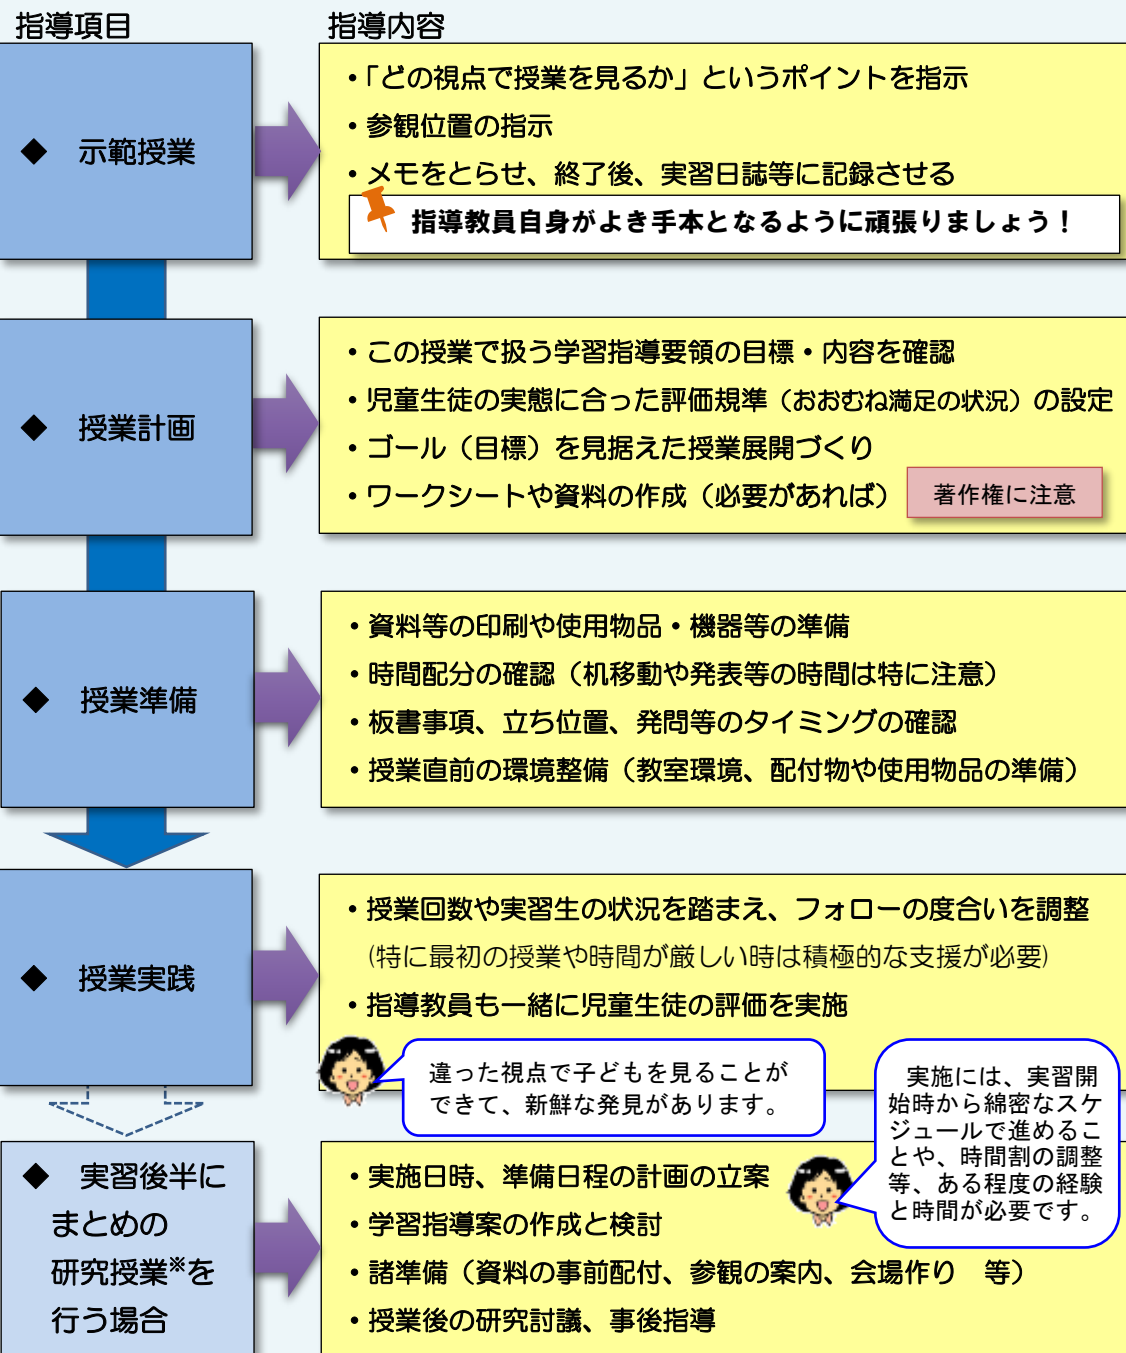 指導項目
指導内容
◆ 示範授業
・「どの視点で授業を見るか」というポイントを指示
・参観位置の指示
・メモをとらせ、終了後、実習日誌等に記録させる
指導教員自身がよき手本となるように頑張りましょう！
◆ 授業計画
・この授業で扱う学習指導要領の目標・内容を確認
・児童生徒の実態に合った評価規準（おおむね満足の状況）の設定
・ゴール（目標）を見据えた授業展開づくり
・ワークシートや資料の作成（必要があれば）
著作権に注意
◆ 授業準備
・資料等の印刷や使用物品・機器等の準備
・時間配分の確認（机移動や発表等の時間は特に注意）
・板書事項、立ち位置、発問等のタイミングの確認
・授業直前の環境整備（教室環境、配付物や使用物品の準備）
◆ 授業実践
・授業回数や実習生の状況を踏まえ、フォローの度合いを調整
(特に最初の授業や時間が厳しい時は積極的な支援が必要)
・指導教員も一緒に児童生徒の評価を実施
違った視点で子どもを見ることが
できて、新鮮な発見があります。
実施には、実習開
始時から綿密なスケ
ジュールで進めるこ
とや、時間割の調整
等、ある程度の経験
と時間が必要です。
◆ 実習後半に
まとめの
研究授業※を
行う場合
・実施日時、準備日程の計画の立案
・学習指導案の作成と検討
・諸準備（資料の事前配付、参観の案内、会場作り 等）
・授業後の研究討議、事後指導